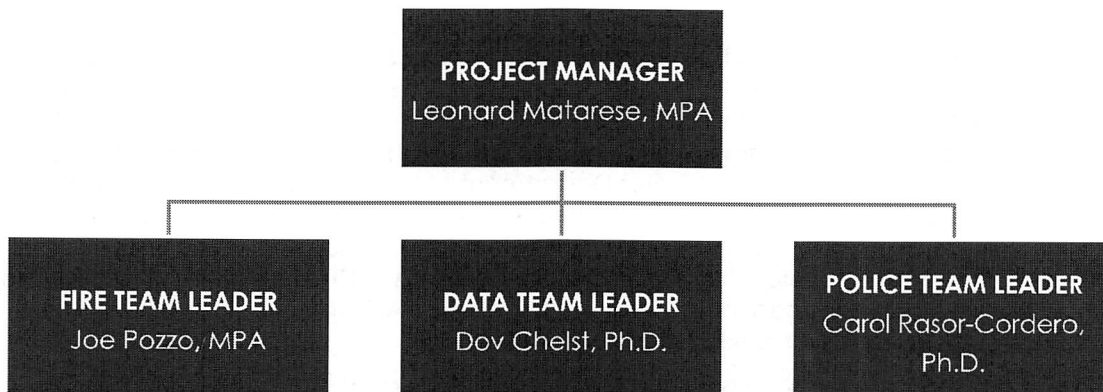 PROJECT MANAGER
Leonard Matarese, MPA
FIRE TEAM LEADER
Joe Pozzo, MPA
DATA TEAM LEADER
Dov Chelst, Ph.D.
POLICE TEAM LEADER
Carol Rasor-Cordero,
Ph.D.